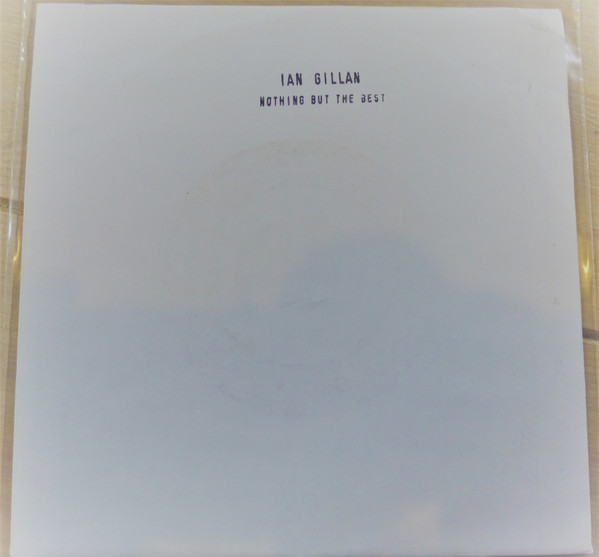 IAN GILLAN
NOTHING BUT THE BEST